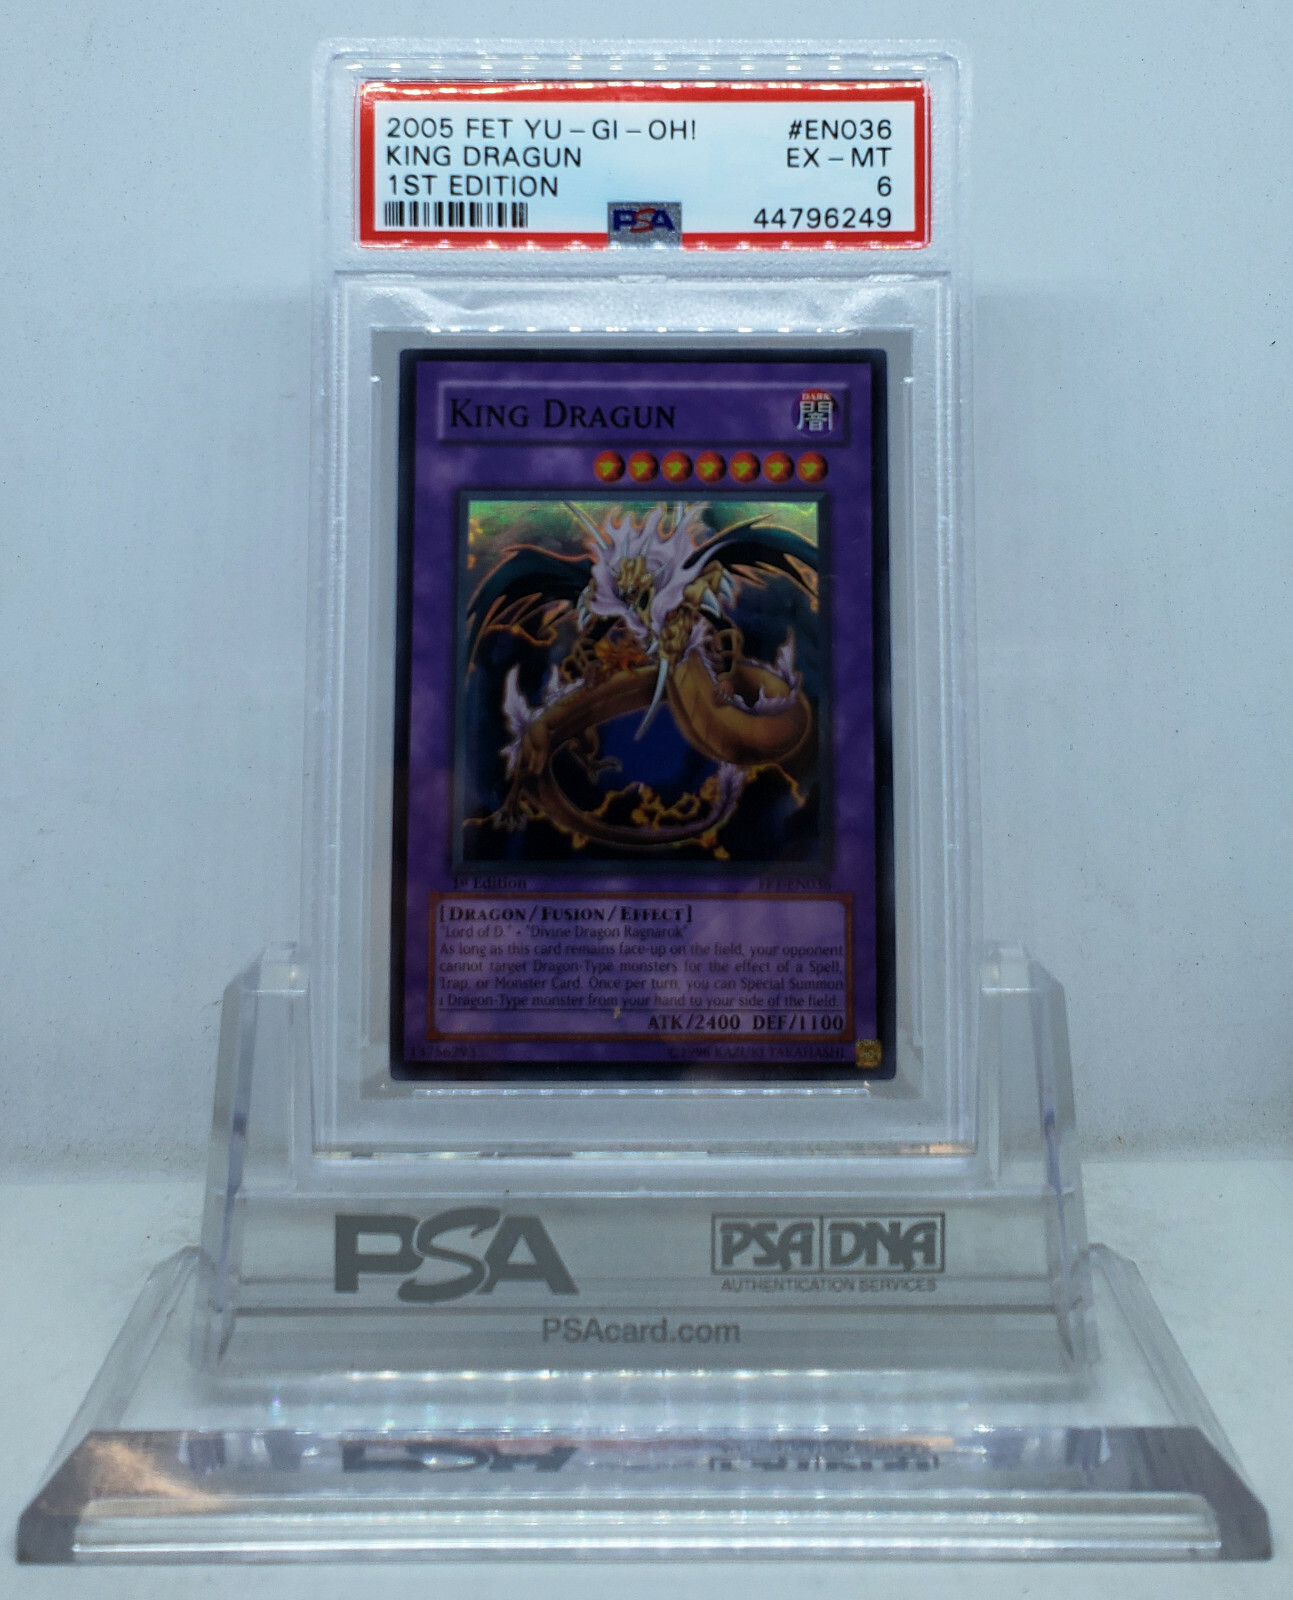 2005 FET YU-GI-OH! #EN036
KING DRAGUN EX-MT
1ST EDITION 6
PSA 44796249
KING DRAGUN
DARK
闇
1st Edition FET-EN036
[DRAGON/FUSION/EFFECT]
"Lord of D." + "Divine Dragon Ragnarok"
As long as this card remains face-up on the field, your opponent
cannot target Dragon-Type monsters for the effect of a Spell,
Trap, or Monster Card. Once per turn, you can Special Summon
1 Dragon-Type monster from your hand to your side of the field.
ATK/2400 DEF/1100
©1996 KAZUKI TAKAHASHI
PSA PSA DNA
AUTHENTICATION SERVICES
PSAcard.com